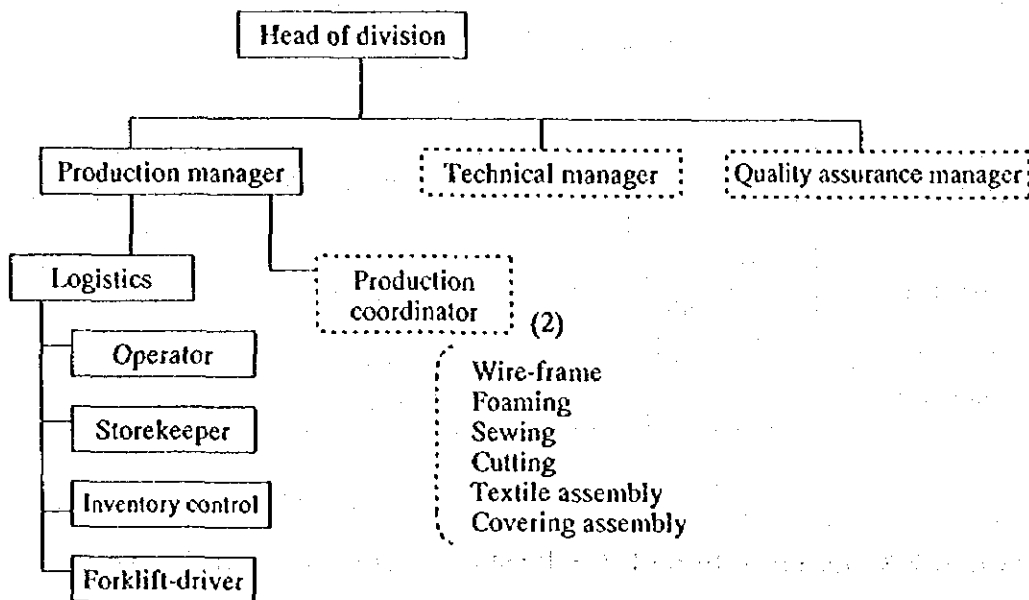 Head of division
Production manager
Technical manager
Quality assurance manager
Logistics
Production
coordinator
(2)
Operator
Storekeeper
Inventory control
Forklift-driver
Wire-frame
Foaming
Sewing
Cutting
Textile assembly
Covering assembly